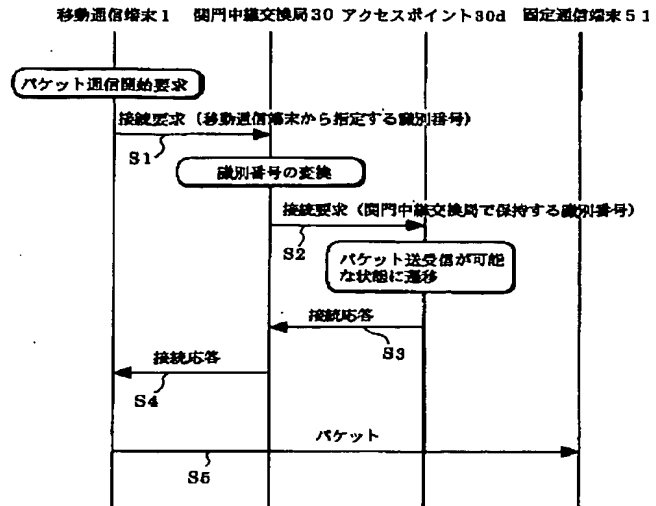 移動通信端末1 関門中継交換局30 アクセスポイント30d 固定通信端末51
パケット通信開始要求
接続要求(移動通信端末から指定する識別番号)
S1
識別番号の変換
接続要求(関門中継交換局で保持する識別番号)
S2
パケット送受信が可能
な状態に遷移
接続応答
S3
接続応答
S4
パケット
S5